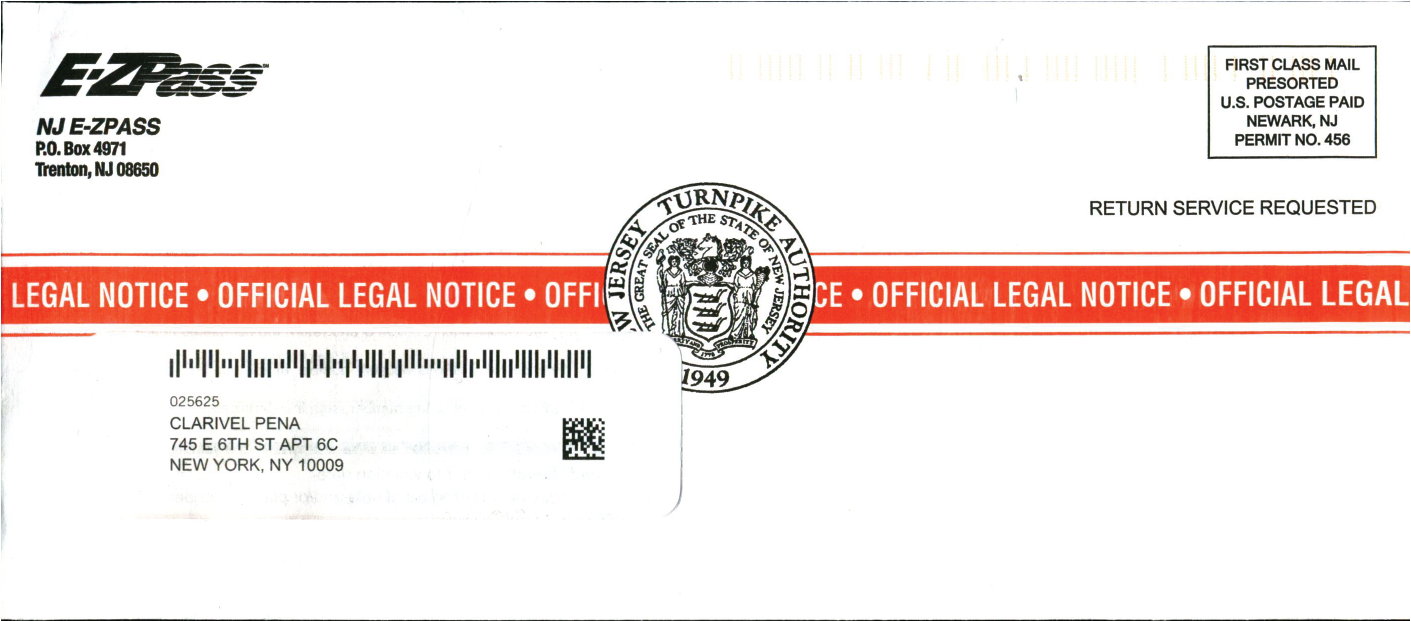 E-ZPass™
NJ E-ZPASS
P.O. Box 4971
Trenton, NJ 08650
FIRST CLASS MAIL
PRESORTED
U.S. POSTAGE PAID
NEWARK, NJ
PERMIT NO. 456
RETURN SERVICE REQUESTED
JERSEY TURNPIKE AUTHORITY
THE GREAT SEAL OF THE STATE OF NEW JERSEY
PROSPERITY
1776
1949
LEGAL NOTICE • OFFICIAL LEGAL NOTICE • OFFI
CE • OFFICIAL LEGAL NOTICE • OFFICIAL LEGAL
025625
CLARIVEL PENA
745 E 6TH ST APT 6C
NEW YORK, NY 10009